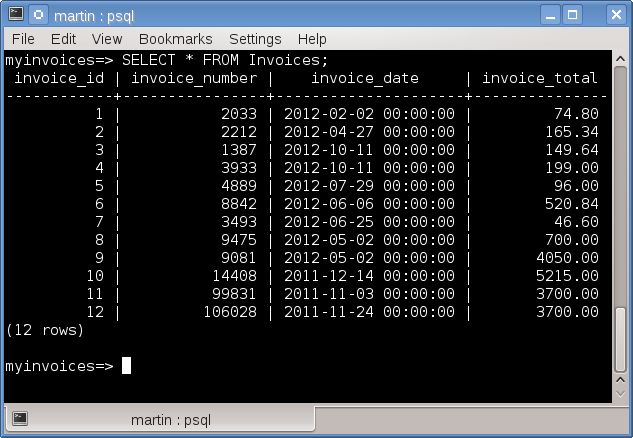 martin : psql
File Edit View Bookmarks Settings Help
myinvoices=> SELECT * FROM Invoices;
 invoice_id | invoice_number |    invoice_date     | invoice_total
------------+----------------+---------------------+---------------
          1 |           2033 | 2012-02-02 00:00:00 |         74.80
          2 |           2212 | 2012-04-27 00:00:00 |        165.34
          3 |           1387 | 2012-10-11 00:00:00 |        149.64
          4 |           3933 | 2012-10-11 00:00:00 |        199.00
          5 |           4889 | 2012-07-29 00:00:00 |         96.00
          6 |           8842 | 2012-06-06 00:00:00 |        520.84
          7 |           3493 | 2012-06-25 00:00:00 |         46.60
          8 |           9475 | 2012-05-02 00:00:00 |        700.00
          9 |           9081 | 2012-05-02 00:00:00 |       4050.00
         10 |          14408 | 2011-12-14 00:00:00 |       5215.00
         11 |          99831 | 2011-11-03 00:00:00 |       3700.00
         12 |         106028 | 2011-11-24 00:00:00 |       3700.00
(12 rows)
myinvoices=>
martin : psql